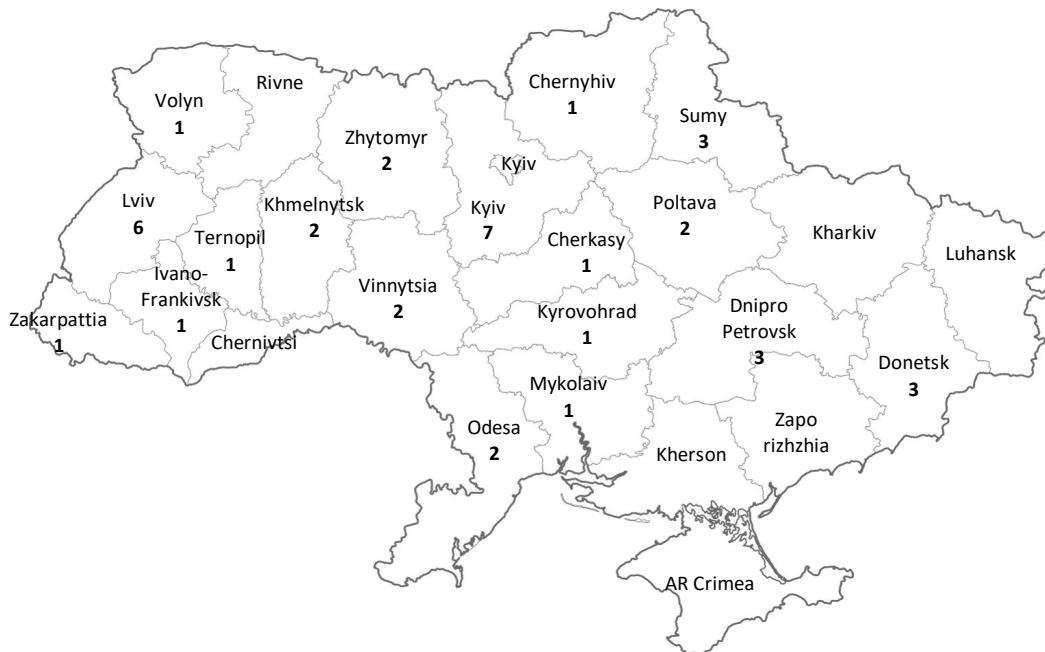 Chernyhiv
1
Rivne
Volyn
1
Sumy
3
Zhytomyr
2
Kyiv
Lviv
6
Khmelnytsk
2
Kyiv
7
Poltava
2
Kharkiv
Ternopil
1
Cherkasy
1
Luhansk
Ivano-
Frankivsk
1
Vinnytsia
2
Kyrovohrad
1
Dnipro
Petrovsk
3
Zakarpattia
1
Chernivtsi
Donetsk
3
Mykolaiv
1
Odesa
2
Zapo
rizhzhia
Kherson
AR Crimea